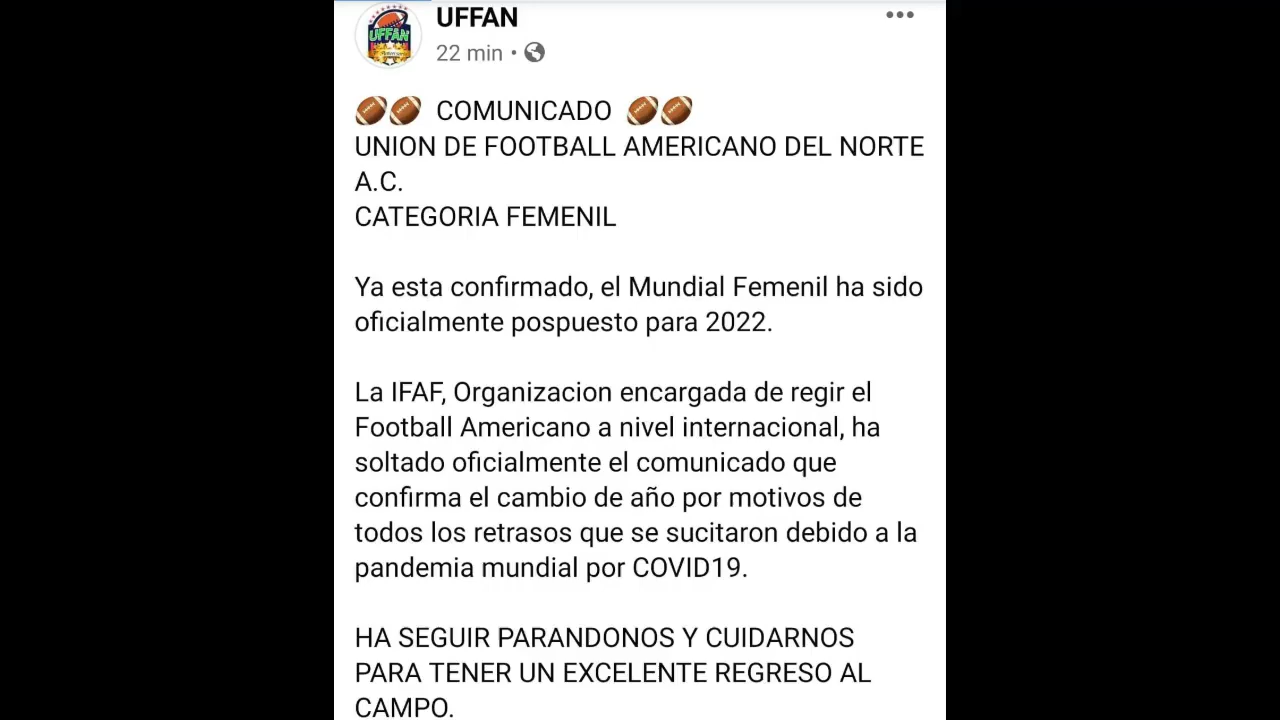 UFFAN
UFFAN
22 min •
🏈🏈 COMUNICADO 🏈🏈
UNION DE FOOTBALL AMERICANO DEL NORTE
A.C.
CATEGORIA FEMENIL
Ya esta confirmado, el Mundial Femenil ha sido
oficialmente pospuesto para 2022.
La IFAF, Organizacion encargada de regir el
Football Americano a nivel internacional, ha
soltado oficialmente el comunicado que
confirma el cambio de año por motivos de
todos los retrasos que se sucitaron debido a la
pandemia mundial por COVID19.
HA SEGUIR PARANDONOS Y CUIDARNOS
PARA TENER UN EXCELENTE REGRESO AL
CAMPO.